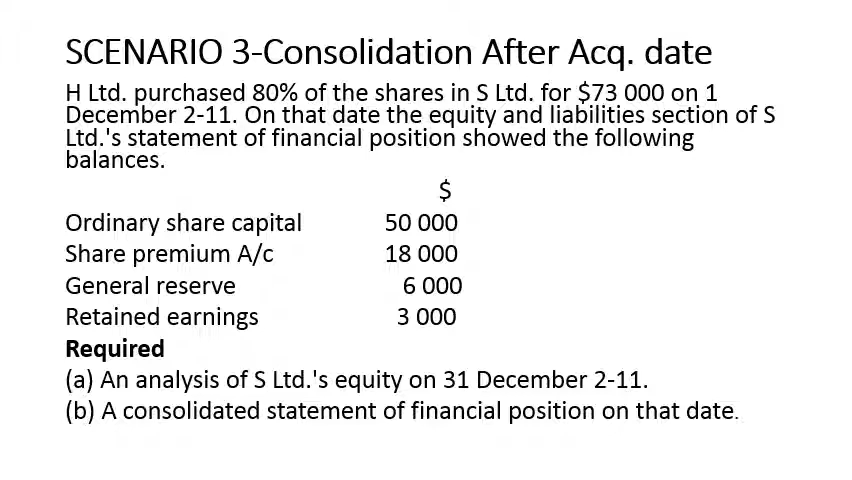 SCENARIO 3-Consolidation After Acq. date
H Ltd. purchased 80% of the shares in S Ltd. for $73 000 on 1
December 2-11. On that date the equity and liabilities section of S
Ltd.'s statement of financial position showed the following
balances.
$
Ordinary share capital 50 000
Share premium A/c 18 000
General reserve 6 000
Retained earnings 3 000
Required
(a) An analysis of S Ltd.'s equity on 31 December 2-11.
(b) A consolidated statement of financial position on that date.